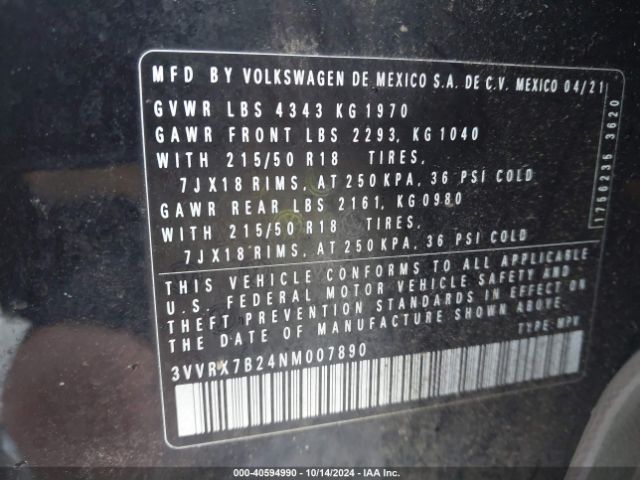 MFD BY VOLKSWAGEN DE MEXICO S.A. DE C.V. MEXICO 04/21
GVWR LBS 4343 KG 1970
GAWR FRONT LBS 2293, KG 1040
WITH 215/50 R18 TIRES,
7JX18 RIMS, AT 250 KPA, 36 PSI COLD
GAWR REAR LBS 2161, KG 0980
WITH 215/50 R18 TIRES,
7JX18 RIMS, AT 250 KPA, 36 PSI COLD
THIS VEHICLE CONFORMS TO ALL APPLICABLE
U.S. FEDERAL MOTOR VEHICLE SAFETY AND
THEFT PREVENTION STANDARDS IN EFFECT ON
THE DATE OF MANUFACTURE SHOWN ABOVE.
TYPE MPV
3VVRX7B24NM007890
1750235 3620
000-40594990 - 10/14/2024 - IAA Inc.